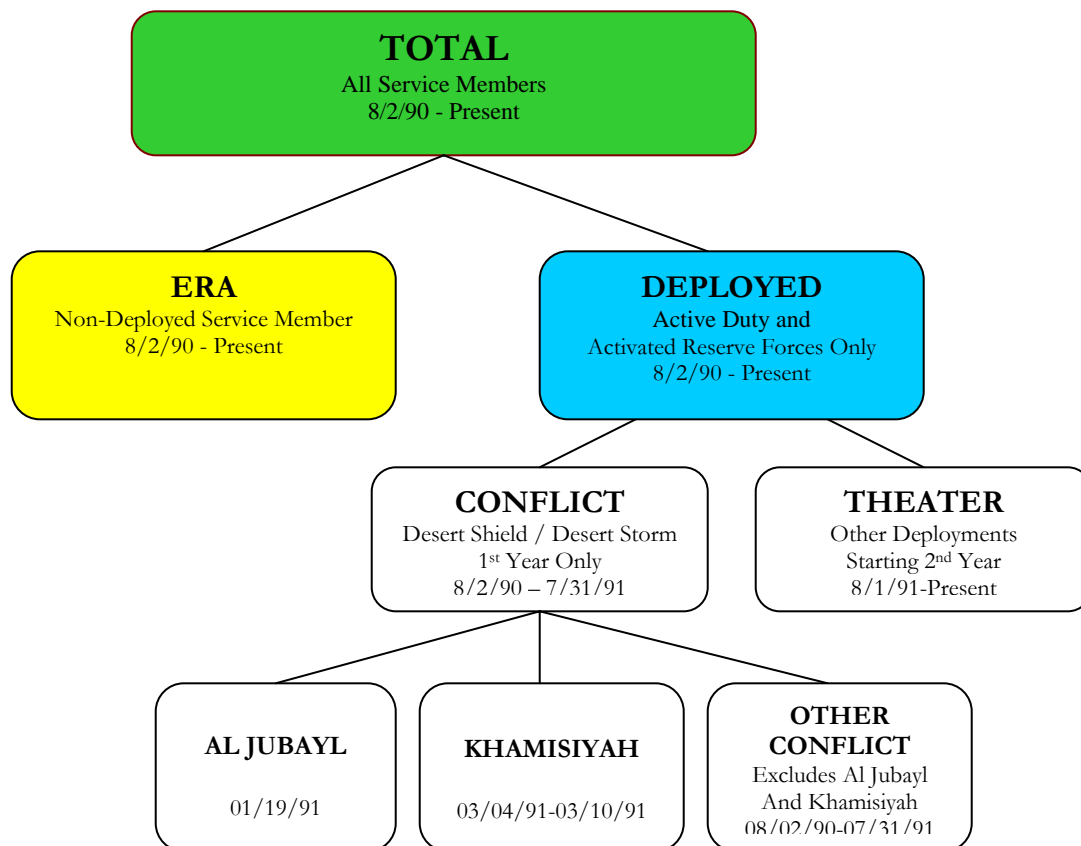 TOTAL
All Service Members
8/2/90 - Present
ERA
Non-Deployed Service Member
8/2/90 - Present
DEPLOYED
Active Duty and
Activated Reserve Forces Only
8/2/90 - Present
CONFLICT
Desert Shield / Desert Storm
1st Year Only
8/2/90 – 7/31/91
THEATER
Other Deployments
Starting 2nd Year
8/1/91-Present
AL JUBAYL
01/19/91
KHAMISIYAH
03/04/91-03/10/91
OTHER
CONFLICT
Excludes Al Jubayl
And Khamisiyah
08/02/90-07/31/91